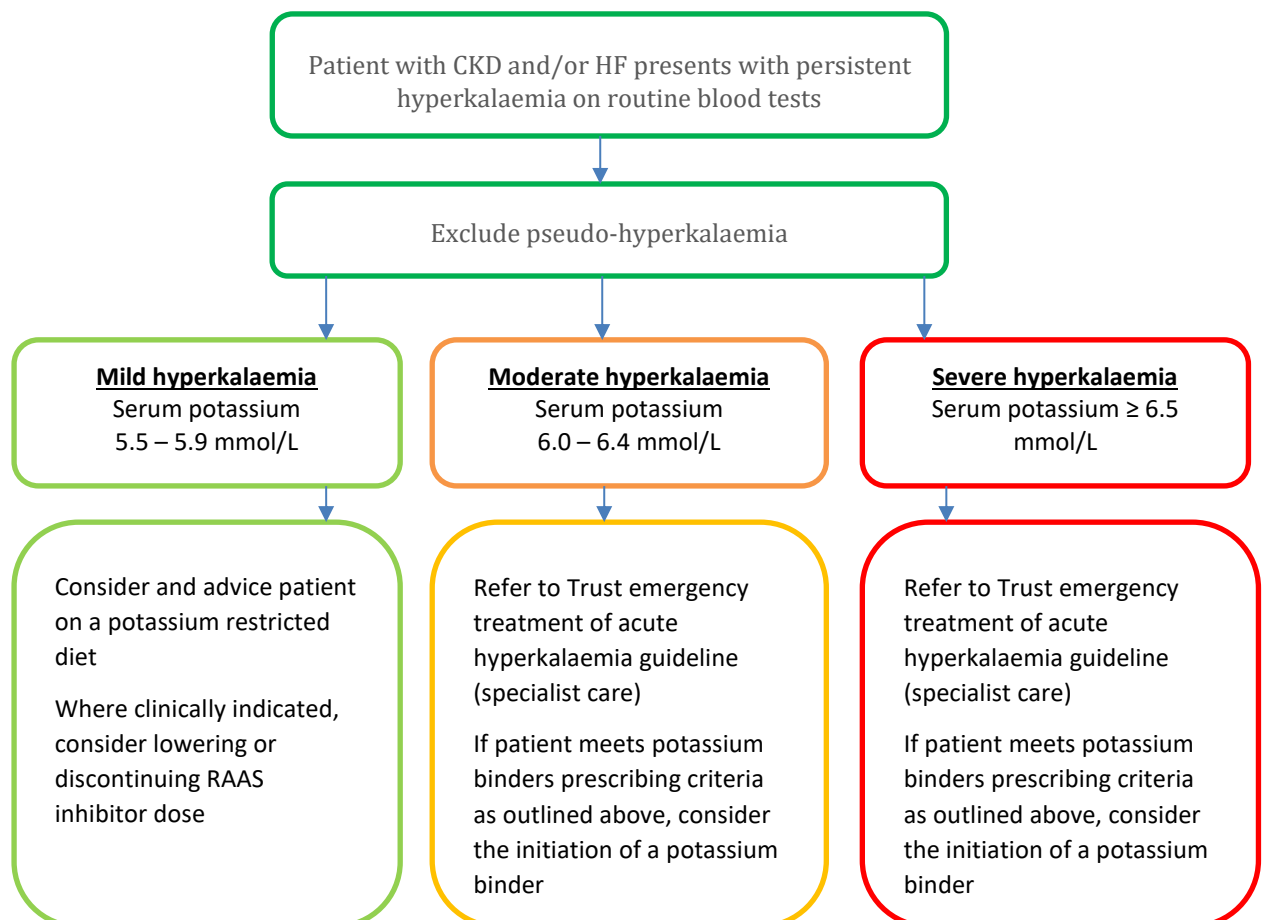 Patient with CKD and/or HF presents with persistent
hyperkalaemia on routine blood tests
Exclude pseudo-hyperkalaemia
Mild hyperkalaemia
Serum potassium
5.5 – 5.9 mmol/L
Moderate hyperkalaemia
Serum potassium
6.0 – 6.4 mmol/L
Severe hyperkalaemia
Serum potassium ≥ 6.5
mmol/L
Consider and advice patient
on a potassium restricted
diet
Where clinically indicated,
consider lowering or
discontinuing RAAS
inhibitor dose
Refer to Trust emergency
treatment of acute
hyperkalaemia guideline
(specialist care)
If patient meets potassium
binders prescribing criteria
as outlined above, consider
the initiation of a potassium
binder
Refer to Trust emergency
treatment of acute
hyperkalaemia guideline
(specialist care)
If patient meets potassium
binders prescribing criteria
as outlined above, consider
the initiation of a potassium
binder